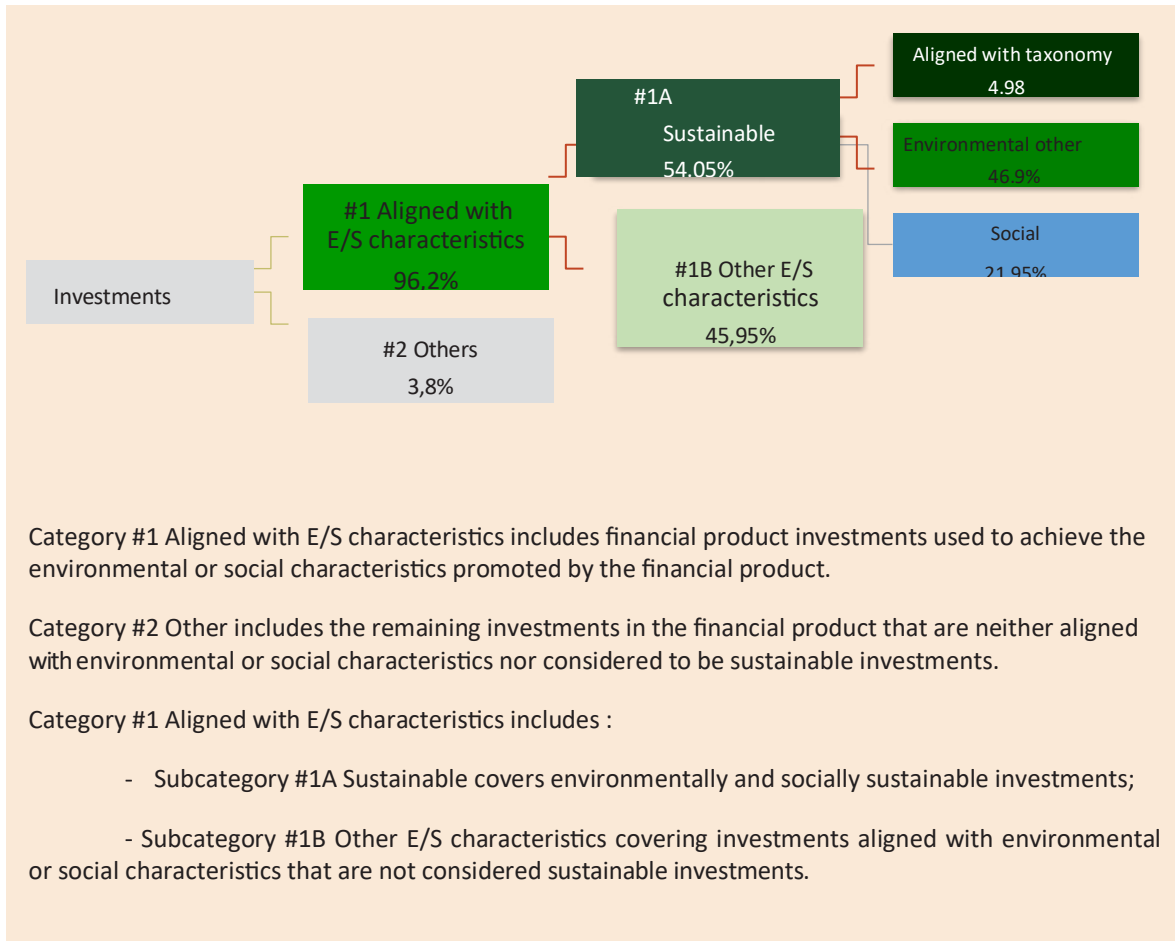 Aligned with taxonomy
4.98
#1A
Sustainable
54.05%
Environmental other
46.9%
#1 Aligned with
E/S characteristics
96,2%
Social
21.95%
#1B Other E/S
characteristics
45,95%
Investments
#2 Others
3,8%
Category #1 Aligned with E/S characteristics includes financial product investments used to achieve the
environmental or social characteristics promoted by the financial product.
Category #2 Other includes the remaining investments in the financial product that are neither aligned
with environmental or social characteristics nor considered to be sustainable investments.
Category #1 Aligned with E/S characteristics includes :
- Subcategory #1A Sustainable covers environmentally and socially sustainable investments;
- Subcategory #1B Other E/S characteristics covering investments aligned with environmental
or social characteristics that are not considered sustainable investments.